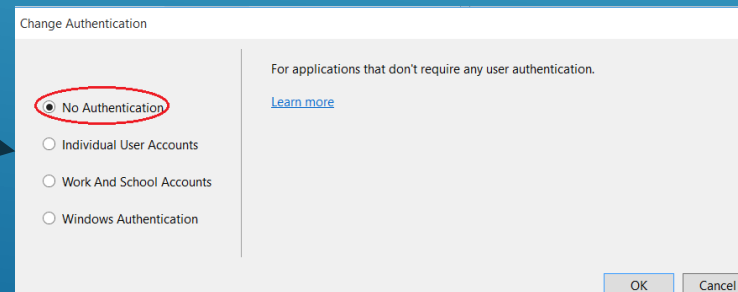 Change Authentication
For applications that don't require any user authentication.
Learn more
No Authentication
Individual User Accounts
Work And School Accounts
Windows Authentication
OK
Cancel